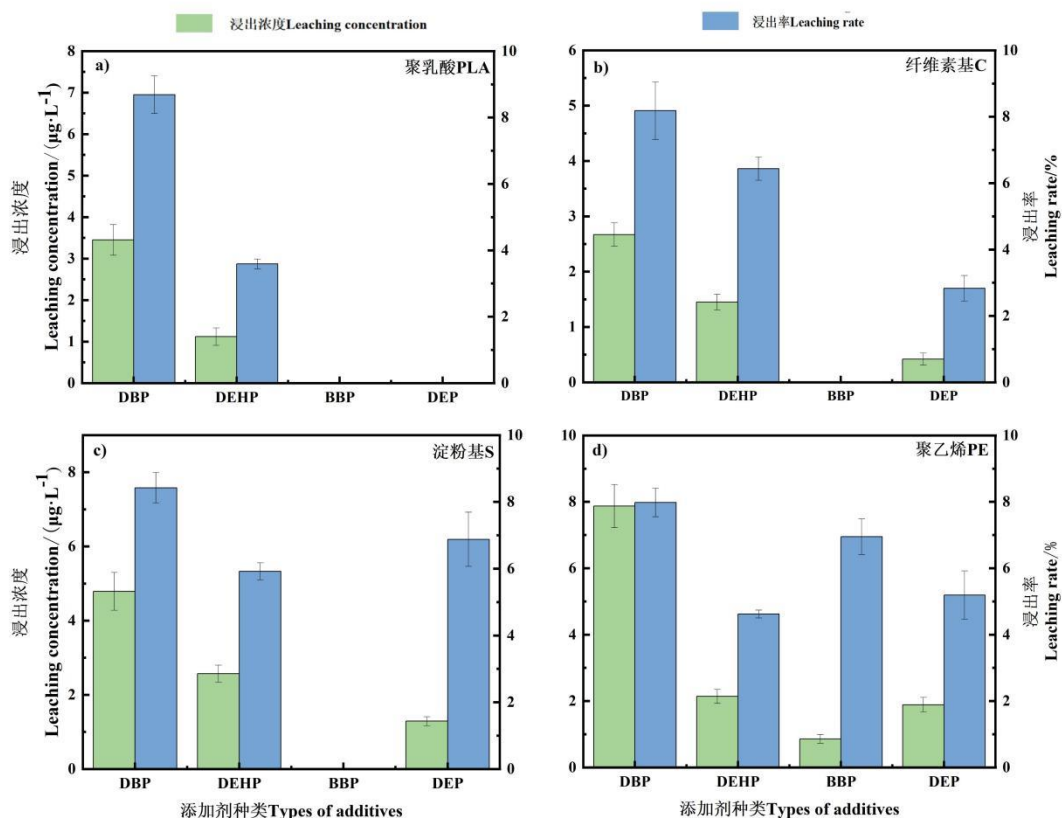 浸出浓度Leaching concentration
浸出率Leaching rate
a)
聚乳酸PLA
浸出浓度
Leaching concentration/(μg·L⁻¹)
8
7
6
5
4
3
2
1
0
10
8
6
4
2
0
DBP DEHP BBP DEP
b)
纤维素基C
6
5
4
3
2
1
0
10
8
6
4
2
0
浸出率
Leaching rate/%
DBP DEHP BBP DEP
c)
淀粉基S
浸出浓度
Leaching concentration/(μg·L⁻¹)
8
6
4
2
0
10
8
6
4
2
0
DBP DEHP BBP DEP
添加剂种类Types of additives
d)
聚乙烯PE
10
8
6
4
2
0
10
8
6
4
2
0
浸出率
Leaching rate/%
DBP DEHP BBP DEP
添加剂种类Types of additives